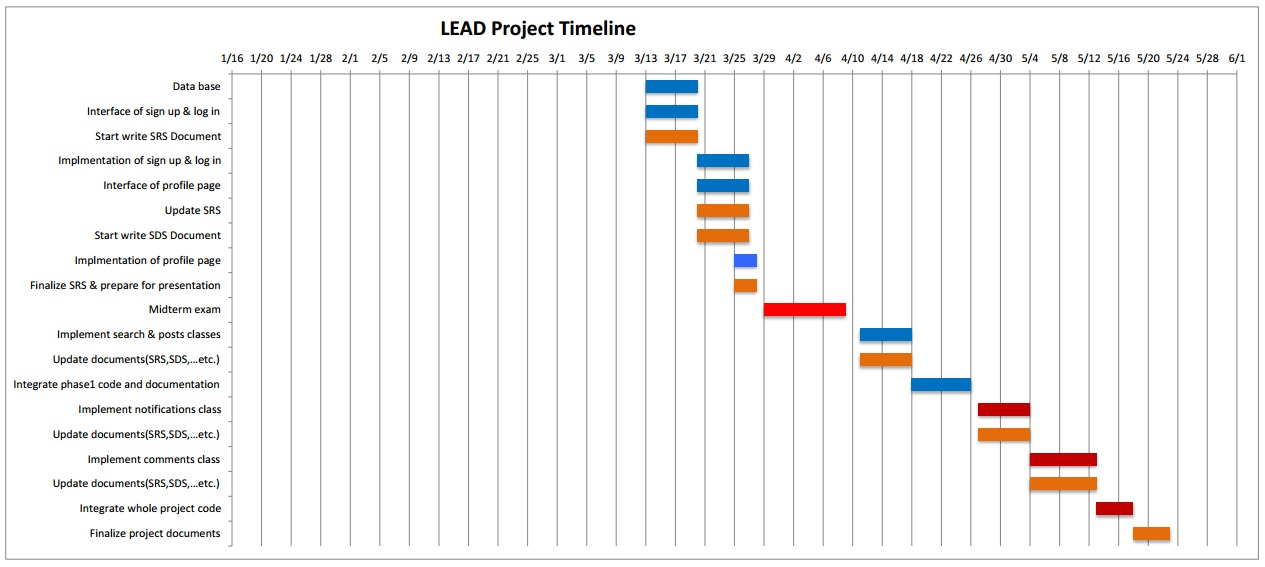 LEAD Project Timeline
1/16 1/20 1/24 1/28 2/1 2/5 2/9 2/13 2/17 2/21 2/25 3/1 3/5 3/9 3/13 3/17 3/21 3/25 3/29 4/2 4/6 4/10 4/14 4/18 4/22 4/26 4/30 5/4 5/8 5/12 5/16 5/20 5/24 5/28 6/1
Data base
Interface of sign up & log in
Start write SRS Document
Implmentation of sign up & log in
Interface of profile page
Update SRS
Start write SDS Document
Implmentation of profile page
Finalize SRS & prepare for presentation
Midterm exam
Implement search & posts classes
Update documents(SRS,SDS,...etc.)
Integrate phase1 code and documentation
Implement notifications class
Update documents(SRS,SDS,...etc.)
Implement comments class
Update documents(SRS,SDS,...etc.)
Integrate whole project code
Finalize project documents